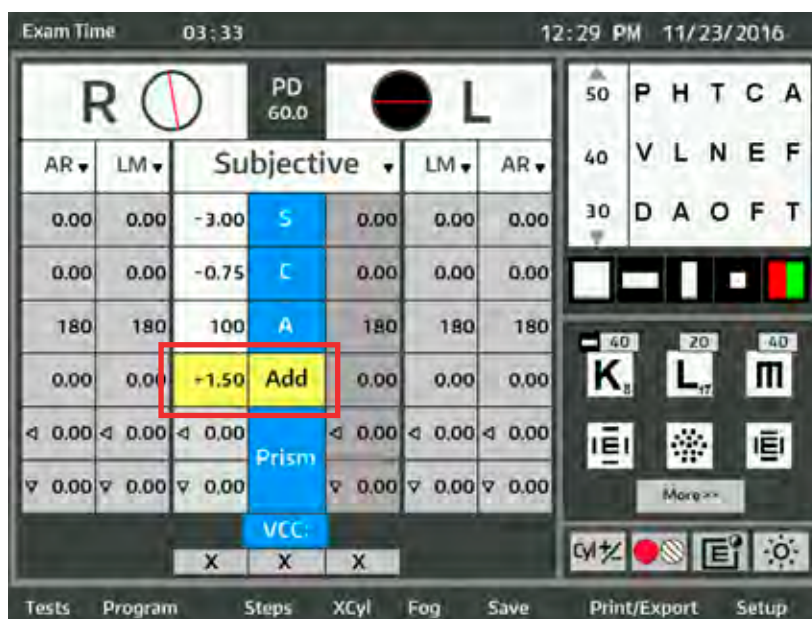 Exam Time 03:33 12:29 PM 11/23/2016
R PD 60.0 L
AR LM Subjective LM AR
0.00 0.00 -3.00 S 0.00 0.00 0.00
0.00 0.00 -0.75 C 0.00 0.00 0.00
180 180 100 A 180 180 180
0.00 0.00 +1.50 Add 0.00 0.00 0.00
0.00 0.00 0.00 Prism 0.00 0.00 0.00
0.00 0.00 0.00 0.00 0.00 0.00
VCC:
X X X
50 P H T C A
40 V L N E F
30 D A O F T
40 20 40
K 8 L 17 m
E E
More>>
Cyl +/- E
Tests Program Steps XCyl Fog Save Print/Export Setup